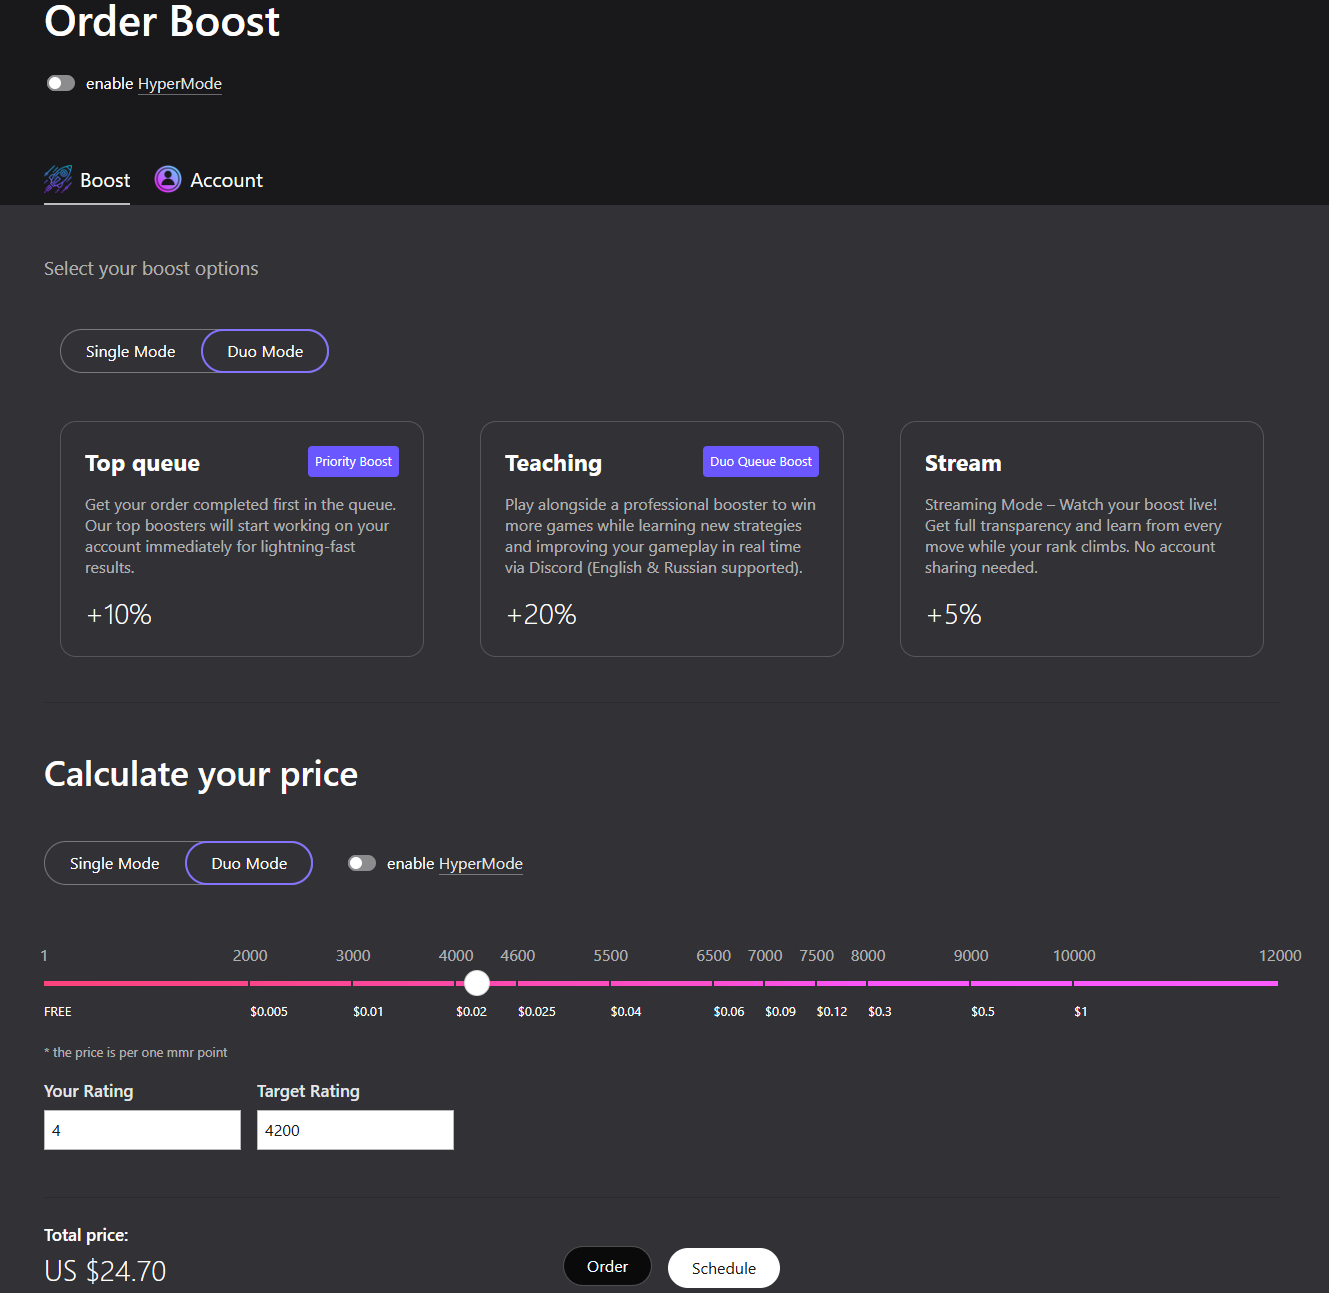 Order Boost
enable HyperMode
Boost Account
Select your boost options
Single Mode Duo Mode
Top queue Priority Boost
Get your order completed first in the queue.
Our top boosters will start working on your
account immediately for lightning-fast
results.
+10%
Teaching Duo Queue Boost
Play alongside a professional booster to win
more games while learning new strategies
and improving your gameplay in real time
via Discord (English & Russian supported).
+20%
Stream
Streaming Mode – Watch your boost live!
Get full transparency and learn from every
move while your rank climbs. No account
sharing needed.
+5%
Calculate your price
Single Mode Duo Mode enable HyperMode
1 2000 3000 4000 4600 5500 6500 7000 7500 8000 9000 10000 12000
FREE $0.005 $0.01 $0.02 $0.025 $0.04 $0.06 $0.09 $0.12 $0.3 $0.5 $1
* the price is per one mmr point
Your Rating Target Rating
4 4200
Total price:
US $24.70
Order Schedule